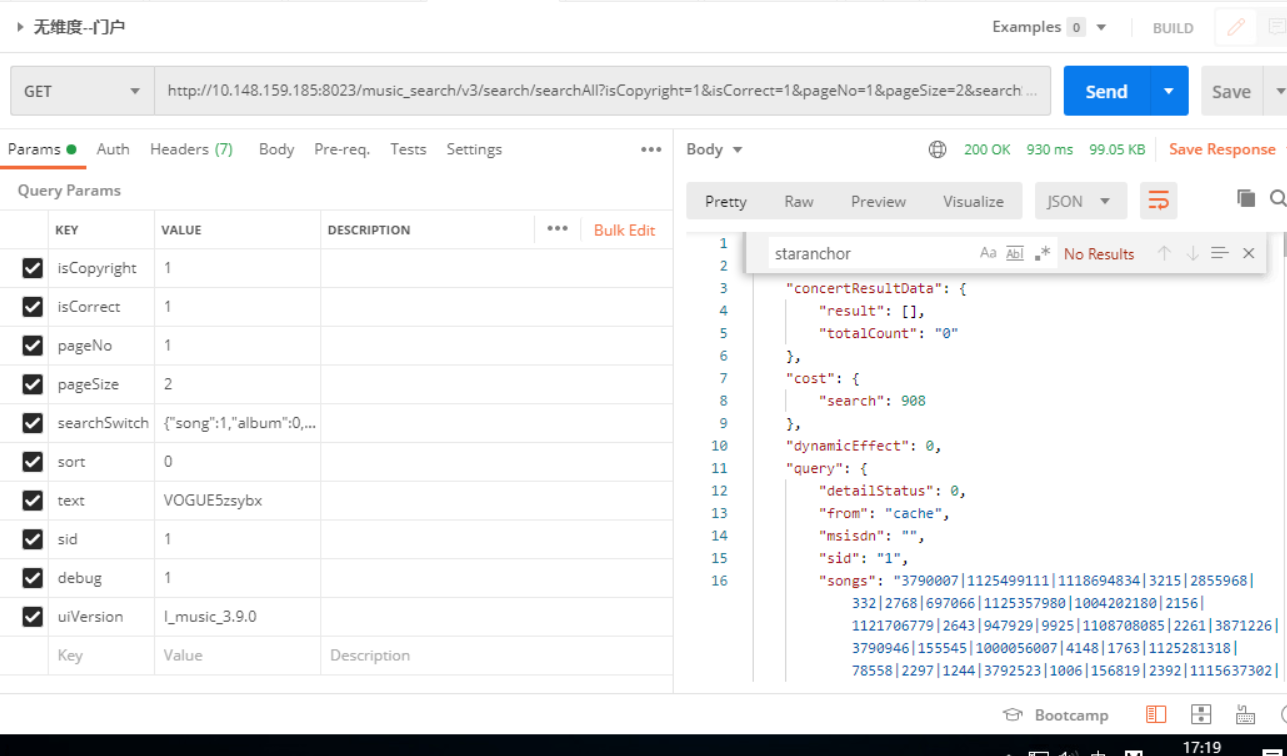 无维度--门户
Examples 0
BUILD
GET
http://10.148.159.185:8023/music_search/v3/search/searchAll?isCopyright=1&isCorrect=1&pageNo=1&pageSize=2&search ...
Send
Save
Params
Auth
Headers (7)
Body
Pre-req.
Tests
Settings
•••
Query Params
KEY
VALUE
DESCRIPTION
•••
Bulk Edit
isCopyright
1
isCorrect
1
pageNo
1
pageSize
2
searchSwitch
{"song":1,"album":0,...
sort
0
text
VOGUE5zsybx
sid
1
debug
1
uiVersion
I_music_3.9.0
Key
Value
Description
Body
200 OK
930 ms
99.05 KB
Save Response
Pretty
Raw
Preview
Visualize
JSON
staranchor
Aa
Abl
.*
No Results
1
2
3 "concertResultData": {
4 "result": [],
5 "totalCount": "0"
6 },
7 "cost": {
8 "search": 908
9 },
10 "dynamicEffect": 0,
11 "query": {
12 "detailStatus": 0,
13 "from": "cache",
14 "msisdn": "",
15 "sid": "1",
16 "songs": "3790007|1125499111|1118694834|3215|2855968|
332|2768|697066|1125357980|1004202180|2156|
1121706779|2643|947929|9925|1108708085|2261|3871226|
3790946|155545|1000056007|4148|1763|1125281318|
78558|2297|1244|3792523|1006|156819|2392|1115637302|
Bootcamp
17:19